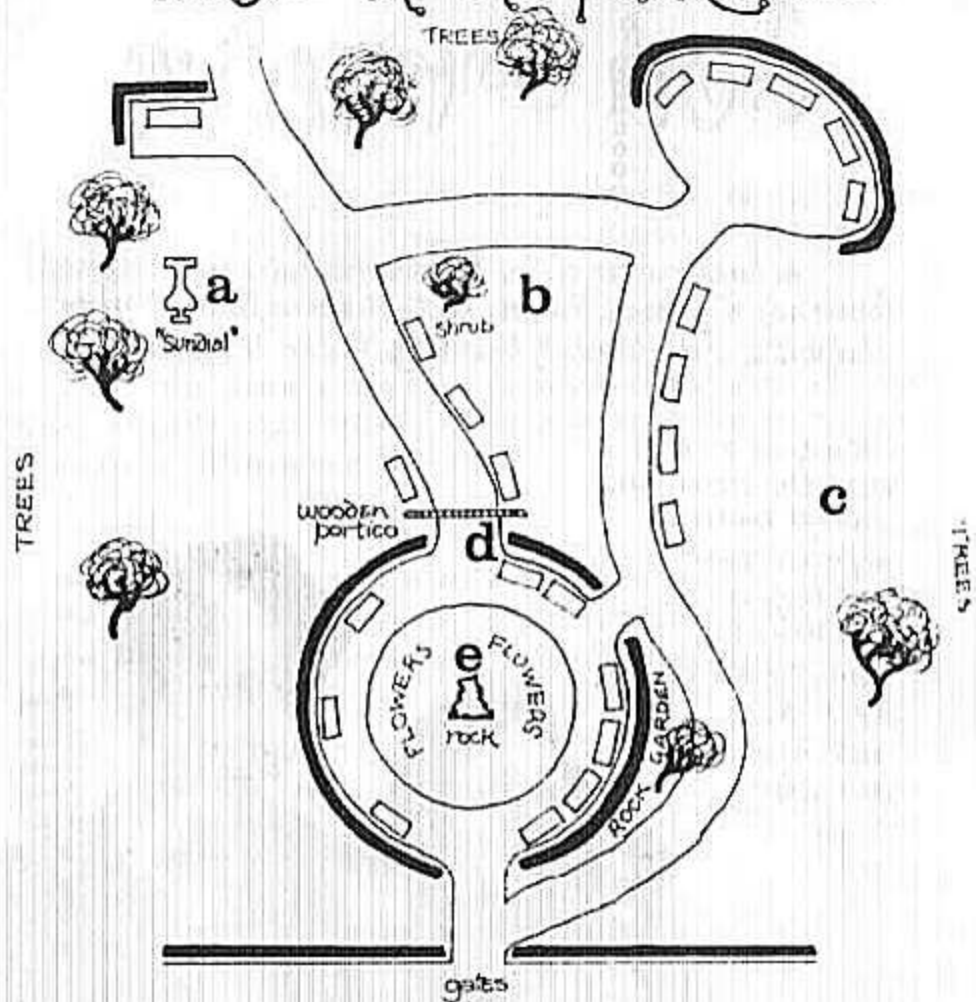 TREES
a
"Sundial"
b
shrub
TREES
c
wooden
portico
d
TREES
e
FLOWERS
FLOWERS
rock
ROCK GARDEN
gates